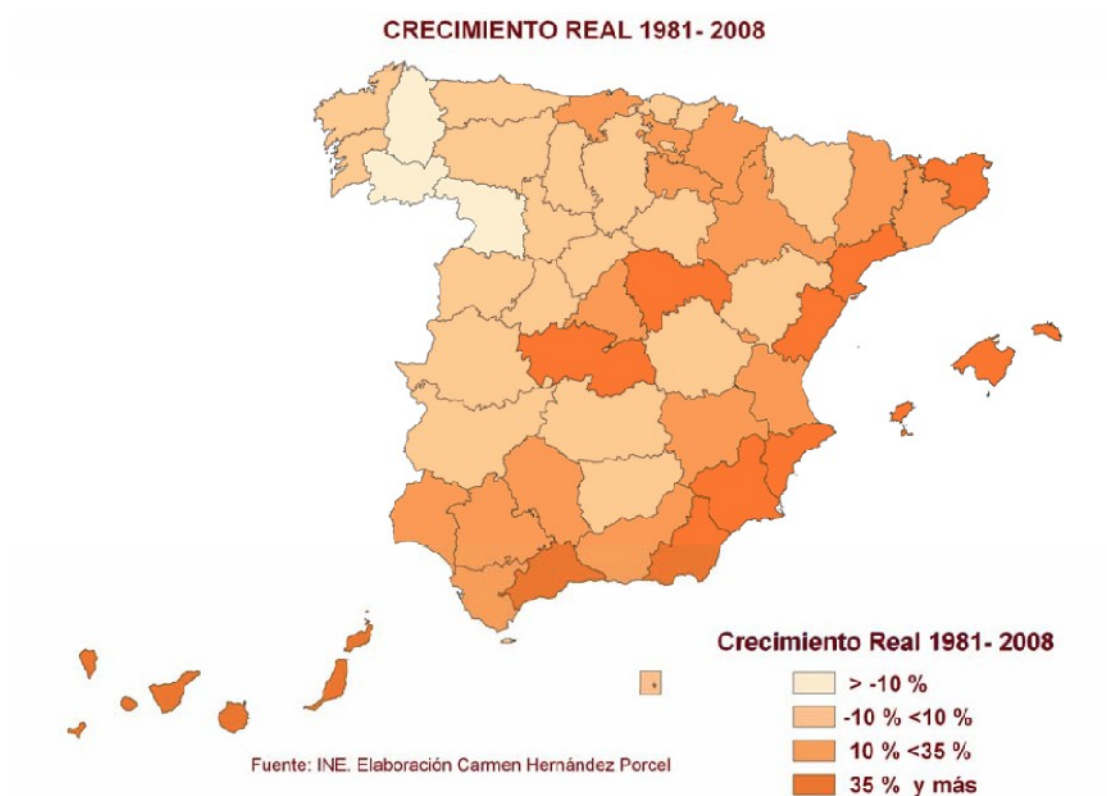 CRECIMIENTO REAL 1981- 2008
Crecimiento Real 1981- 2008
> -10 %
-10 % <10 %
10 % <35 %
35 % y más
Fuente: INE. Elaboración Carmen Hernández Porcel